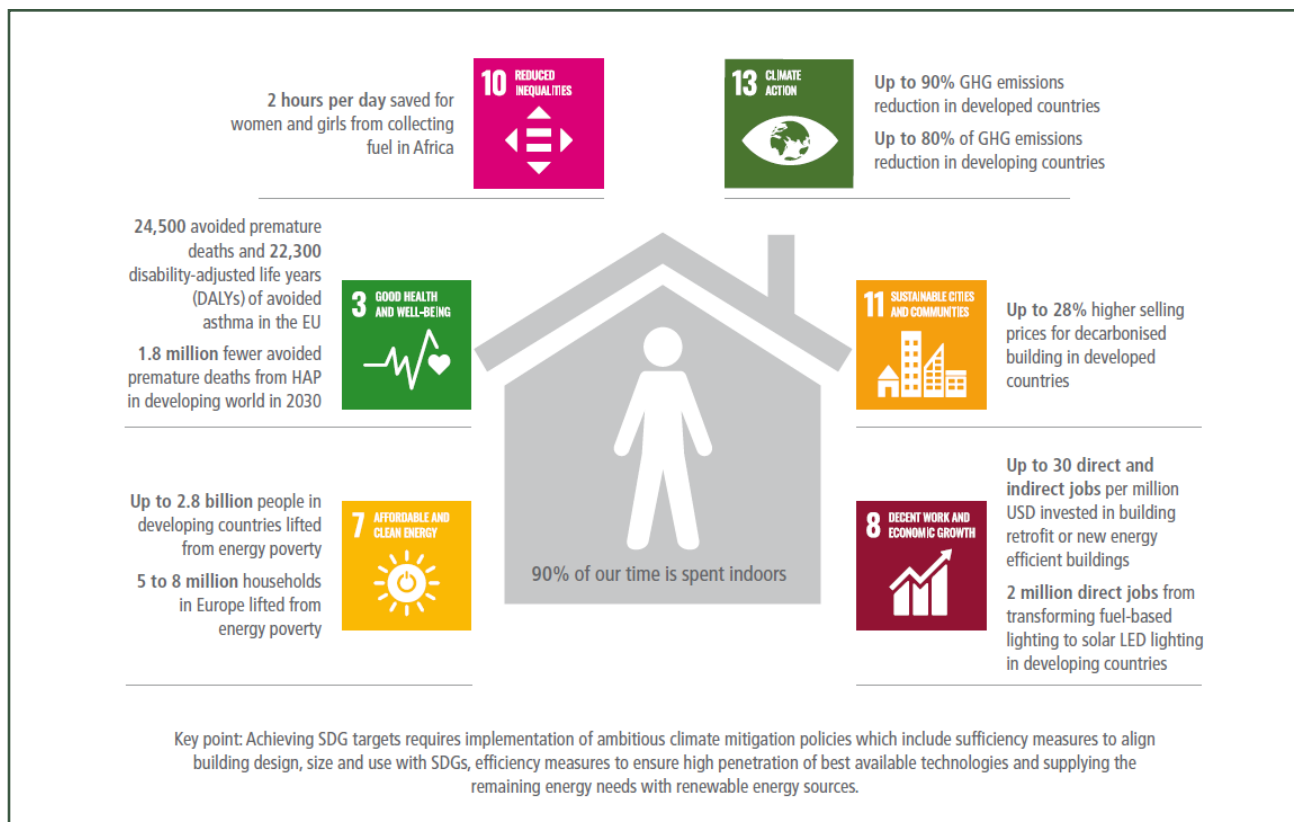 10 REDUCED
INEQUALITIES
2 hours per day saved for
women and girls from collecting
fuel in Africa
13 CLIMATE
ACTION
Up to 90% GHG emissions
reduction in developed countries
Up to 80% of GHG emissions
reduction in developing countries
24,500 avoided premature
deaths and 22,300
disability-adjusted life years
(DALYs) of avoided
asthma in the EU
1.8 million fewer avoided
premature deaths from HAP
in developing world in 2030
3 GOOD HEALTH
AND WELL-BEING
11 SUSTAINABLE CITIES
AND COMMUNITIES
Up to 28% higher selling
prices for decarbonised
building in developed
countries
Up to 2.8 billion people in
developing countries lifted
from energy poverty
5 to 8 million households
in Europe lifted from
energy poverty
7 AFFORDABLE AND
CLEAN ENERGY
90% of our time is spent indoors
8 DECENT WORK AND
ECONOMIC GROWTH
Up to 30 direct and
indirect jobs per million
USD invested in building
retrofit or new energy
efficient buildings
2 million direct jobs from
transforming fuel-based
lighting to solar LED lighting
in developing countries
Key point: Achieving SDG targets requires implementation of ambitious climate mitigation policies which include sufficiency measures to align
building design, size and use with SDGs, efficiency measures to ensure high penetration of best available technologies and supplying the
remaining energy needs with renewable energy sources.